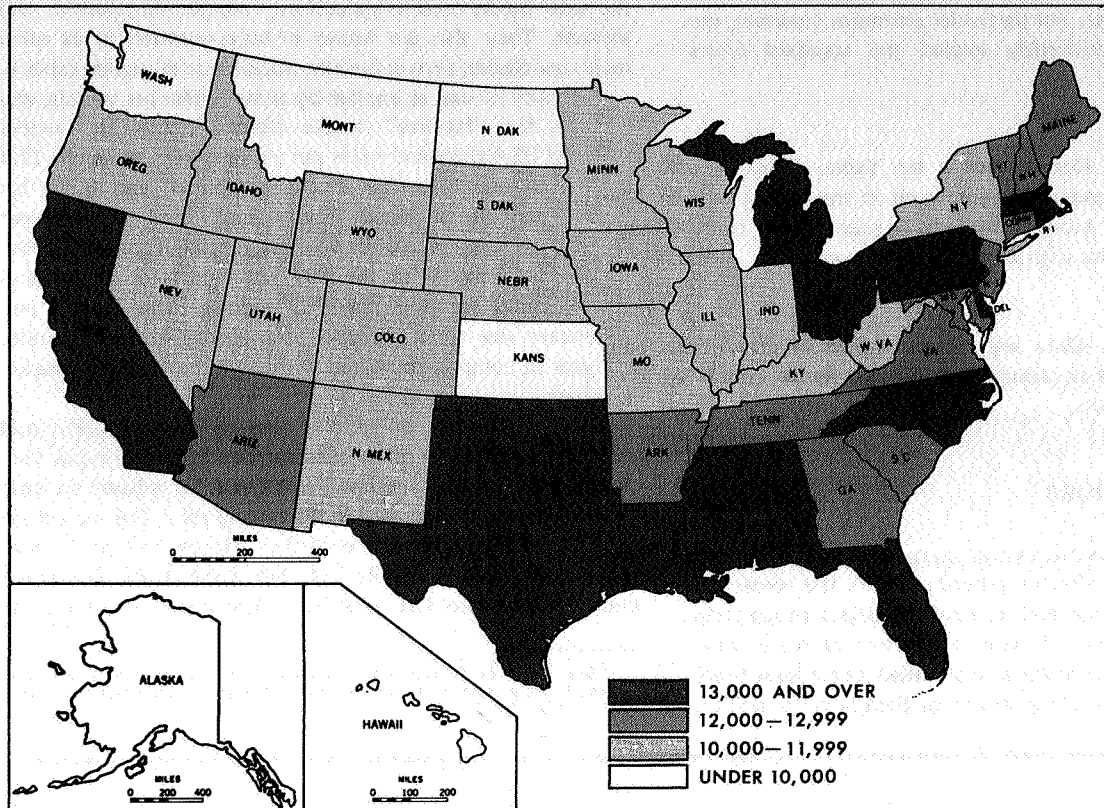 WASH
MONT
N DAK
MINN
OREG
IDAHO
WYO
S. DAK
WIS
MAINE
VT
N H
N Y
CONN
R I
NEV.
UTAH
COLO
NEBR
IOWA
ILL
IND
KANS
MO
KY
W VA
VA
DEL
ARIZ
N MEX
ARK
TENN
S C
GA
MILES
0 200 400
ALASKA
MILES
0 200 400
HAWAII
MILES
0 100 200
13,000 AND OVER
12,000—12,999
10,000—11,999
UNDER 10,000